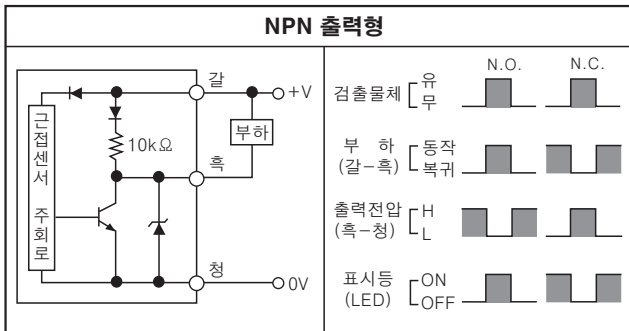 NPN 출력형
갈
+V
부하
10kΩ
흑
근접센서 주회로
청
0V
N.O. N.C.
검출물체 유
무
부 하
(갈-흑) 동작
복귀
출력전압
(흑-청) H
L
표시등
(LED) ON
OFF